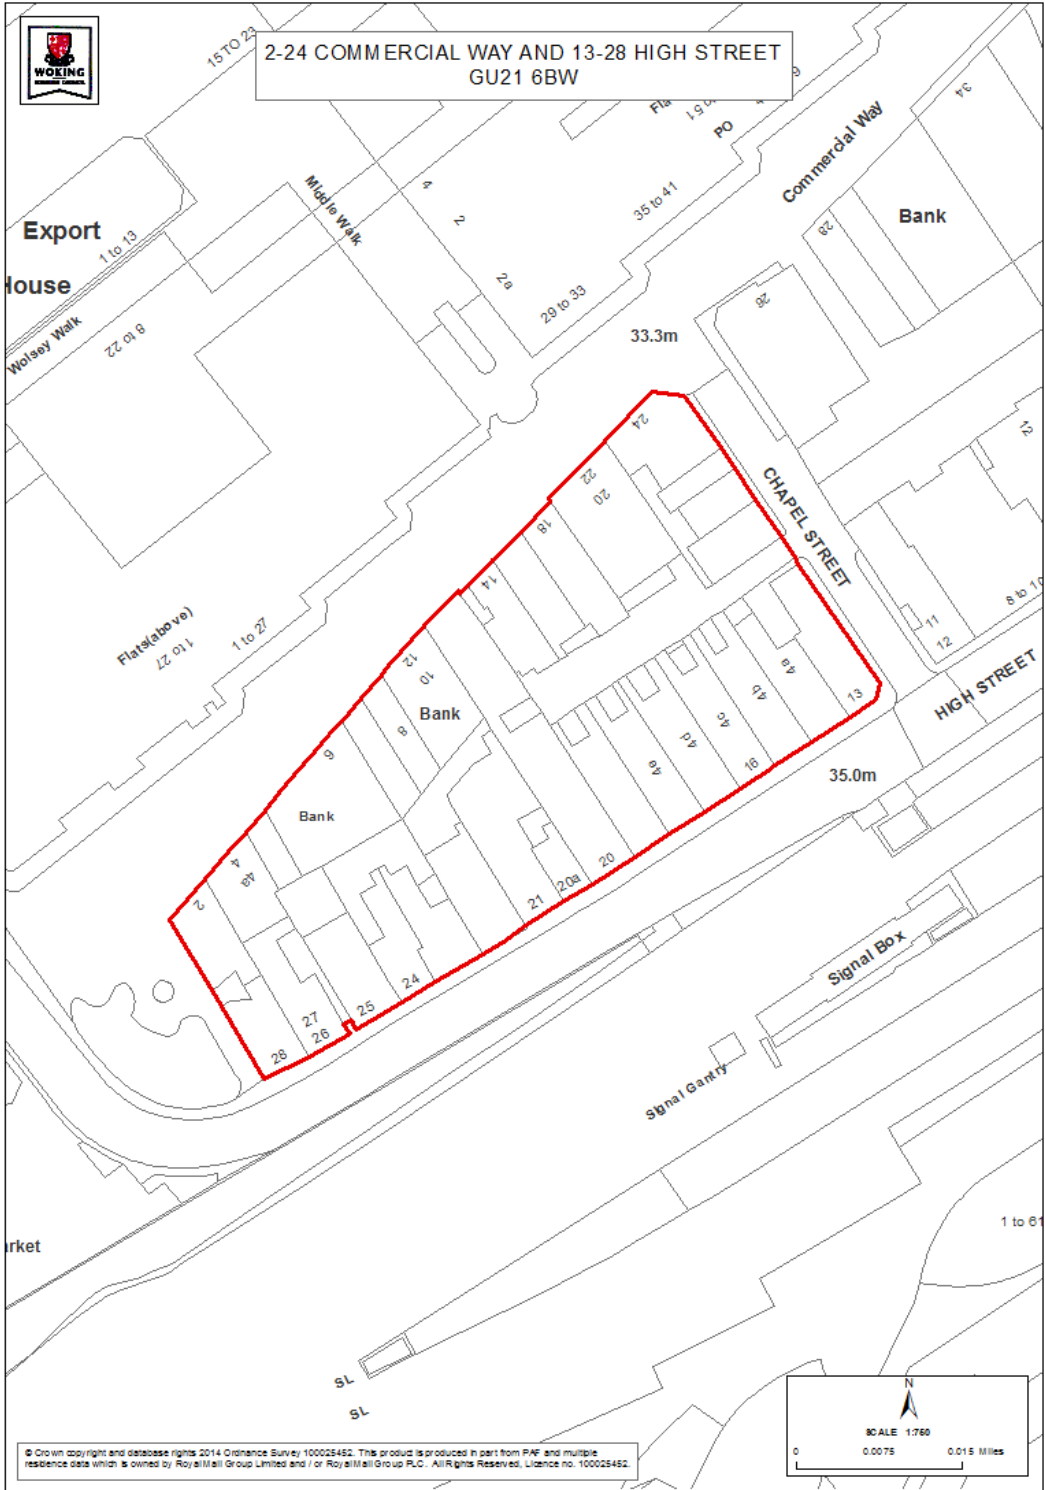 WOKING
BOROUGH COUNCIL
2-24 COMMERCIAL WAY AND 13-28 HIGH STREET
GU21 6BW
15 TO 23
PO
9
34
Commercial Way
Bank
28
35 to 41
Middle Walk
4
2
2a
29 to 33
26
33.3m
Export
House
1 to 13
Wolsey Walk
8 to 22
24
22
20
18
14
12
10
Bank
8
6
Bank
4
4a
2
CHAPEL STREET
12
11
12
8 to 10
HIGH STREET
Flats(above)
1 to 27
1 to 27
4a
4b
4c
4d
4e
13
16
35.0m
20
20a
21
24
25
27
26
28
Signal Box
Signal Gantry
1 to 61
rket
SL
SL
N
SCALE 1:750
0 0.0075 0.015 Miles
© Crown copyright and database rights 2014 Ordnance Survey 100025452. This product is produced in part from PAF and multiple
residence data which is owned by Royal Mail Group Limited and / or Royal Mail Group PLC. All Rights Reserved, Licence no. 100025452.